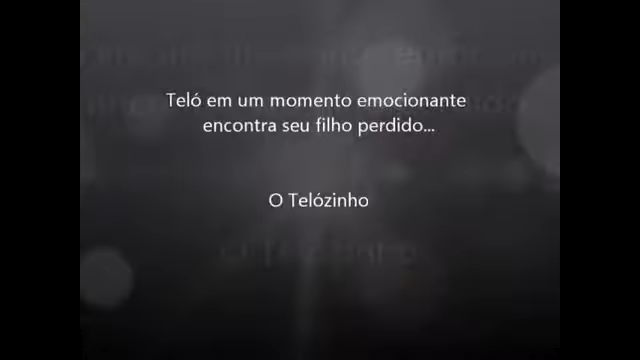 Teló em um momento emocionante
encontra seu filho perdido...
O Telózinho